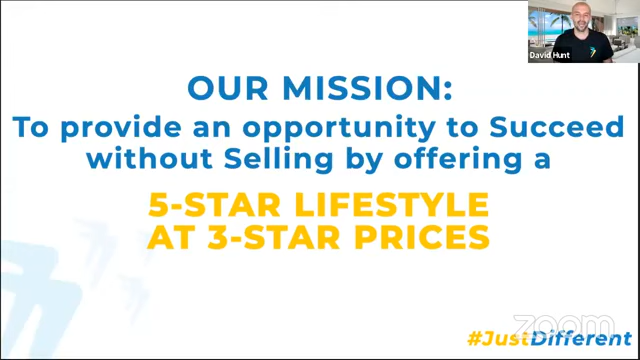 David Hunt
OUR MISSION:
To provide an opportunity to Succeed
without Selling by offering a
5-STAR LIFESTYLE
AT 3-STAR PRICES
zoom
#JustDifferent